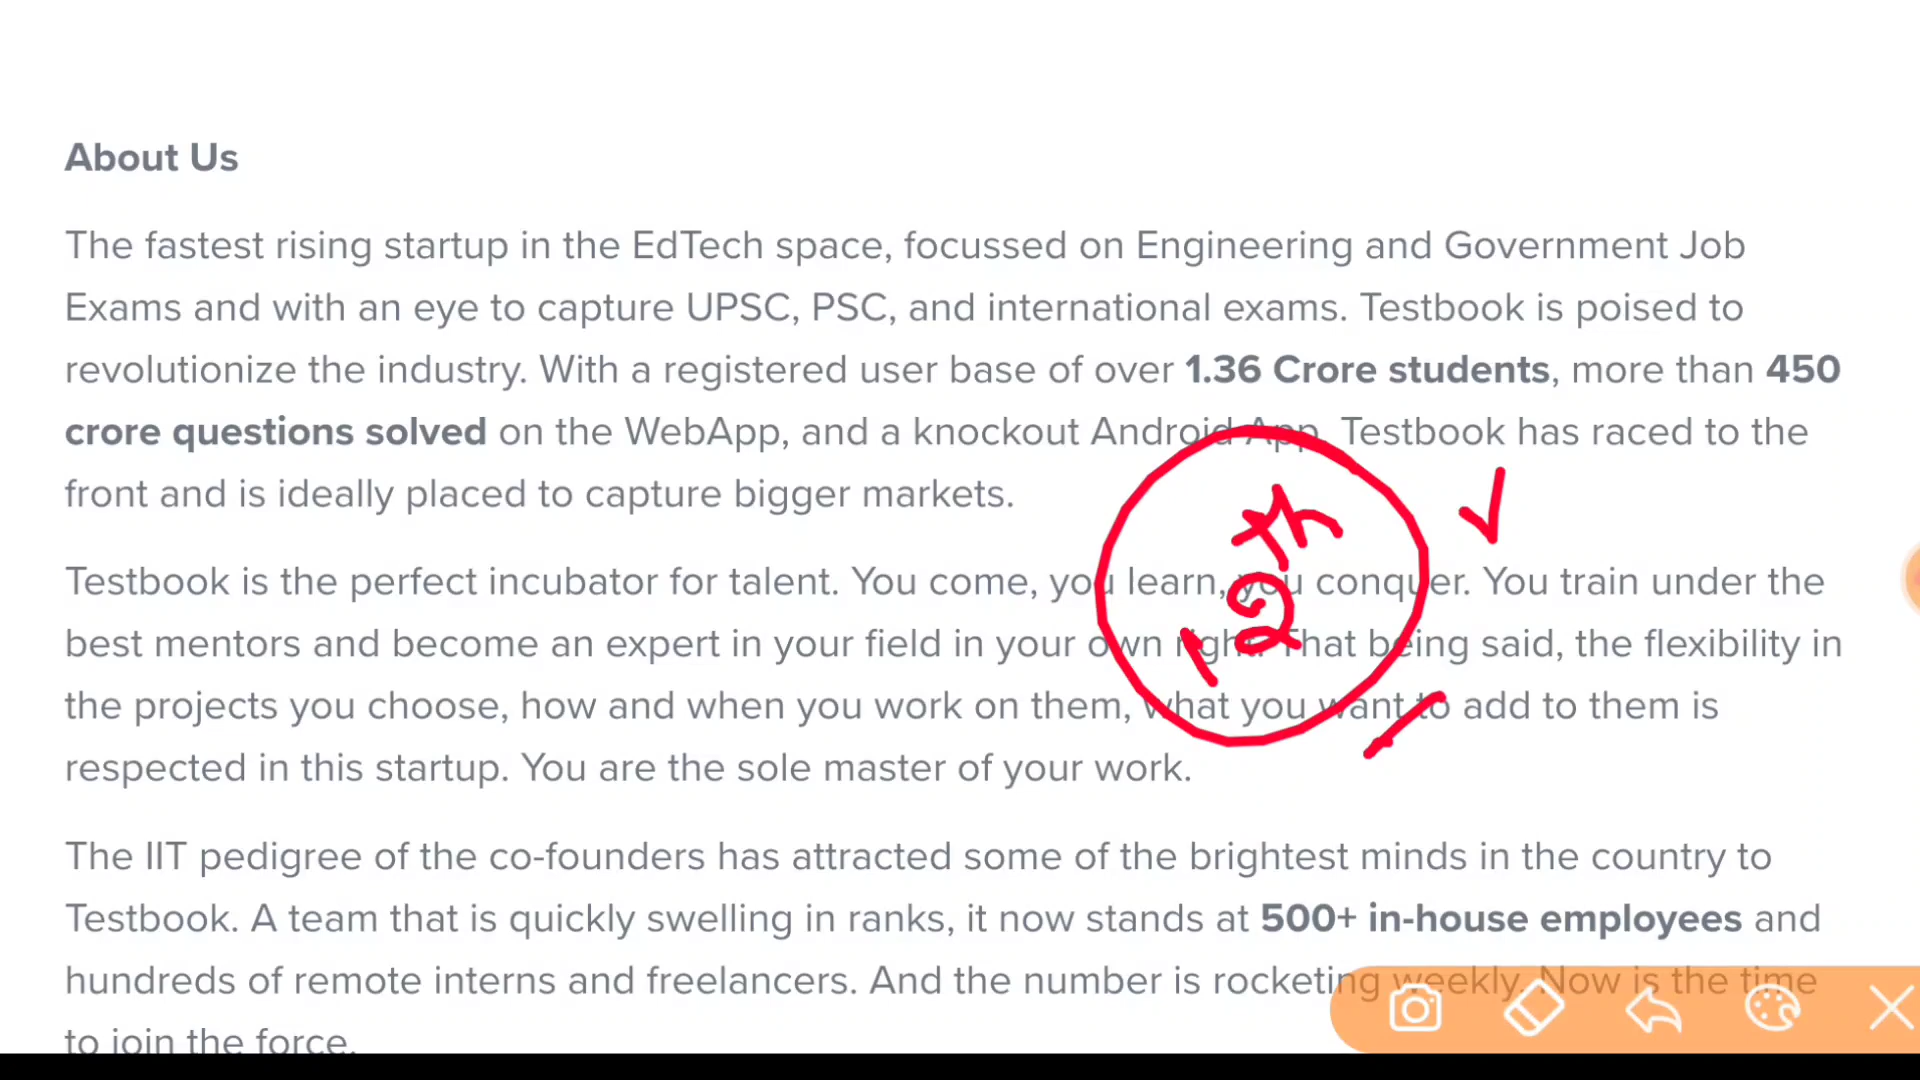 About Us
The fastest rising startup in the EdTech space, focussed on Engineering and Government Job
Exams and with an eye to capture UPSC, PSC, and international exams. Testbook is poised to
revolutionize the industry. With a registered user base of over 1.36 Crore students, more than 450
crore questions solved on the WebApp, and a knockout Android App. Testbook has raced to the
front and is ideally placed to capture bigger markets.
12th
Testbook is the perfect incubator for talent. You come, you learn, you conquer. You train under the
best mentors and become an expert in your field in your own right. That being said, the flexibility in
the projects you choose, how and when you work on them, what you want to add to them is
respected in this startup. You are the sole master of your work.
The IIT pedigree of the co-founders has attracted some of the brightest minds in the country to
Testbook. A team that is quickly swelling in ranks, it now stands at 500+ in-house employees and
hundreds of remote interns and freelancers. And the number is rocketing weekly. Now is the time
to join the force.